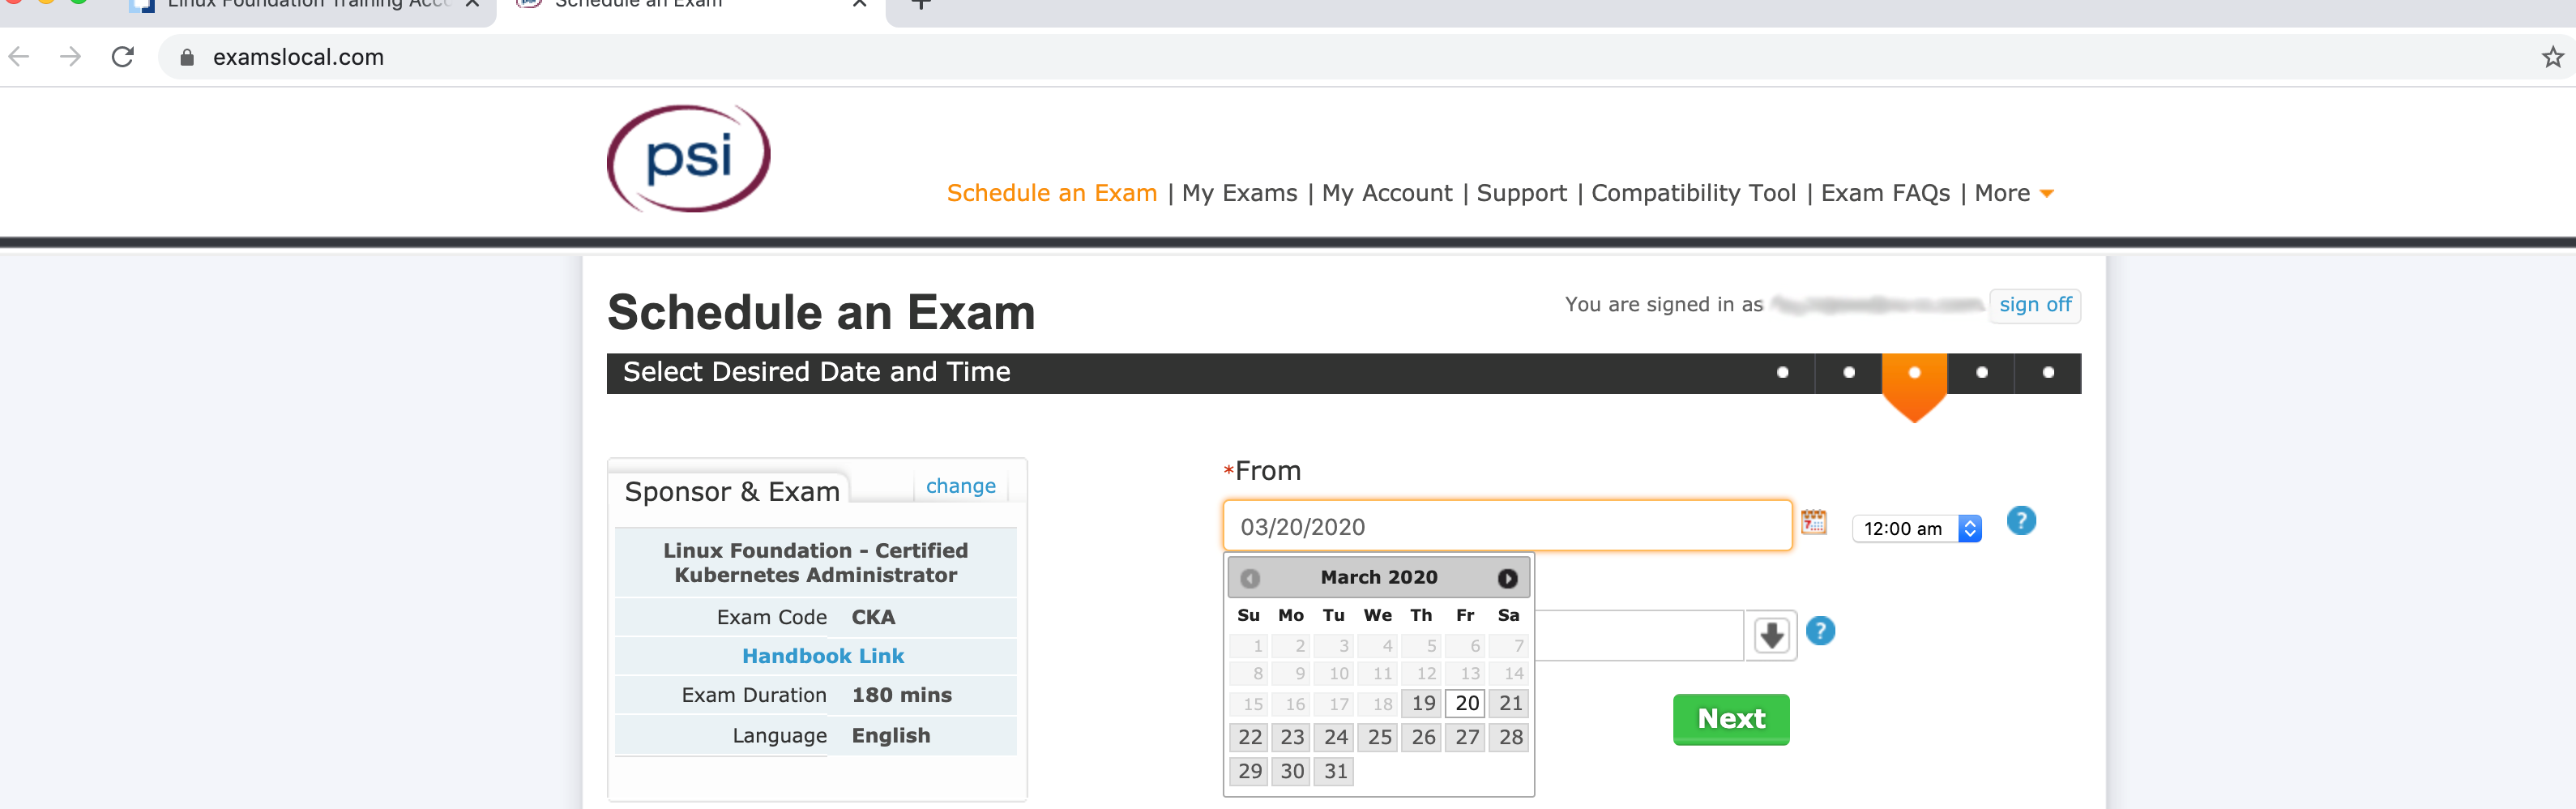 Linux Foundation Training Acc
Schedule an Exam
examslocal.com
psi
Schedule an Exam | My Exams | My Account | Support | Compatibility Tool | Exam FAQs | More
Schedule an Exam
You are signed in as
sign off
Select Desired Date and Time
Sponsor & Exam
change
Linux Foundation - Certified
Kubernetes Administrator
Exam Code CKA
Handbook Link
Exam Duration 180 mins
Language English
*From
03/20/2020
7
12:00 am
?
March 2020
Su Mo Tu We Th Fr Sa
1 2 3 4 5 6 7
8 9 10 11 12 13 14
15 16 17 18 19 20 21
22 23 24 25 26 27 28
29 30 31
?
Next